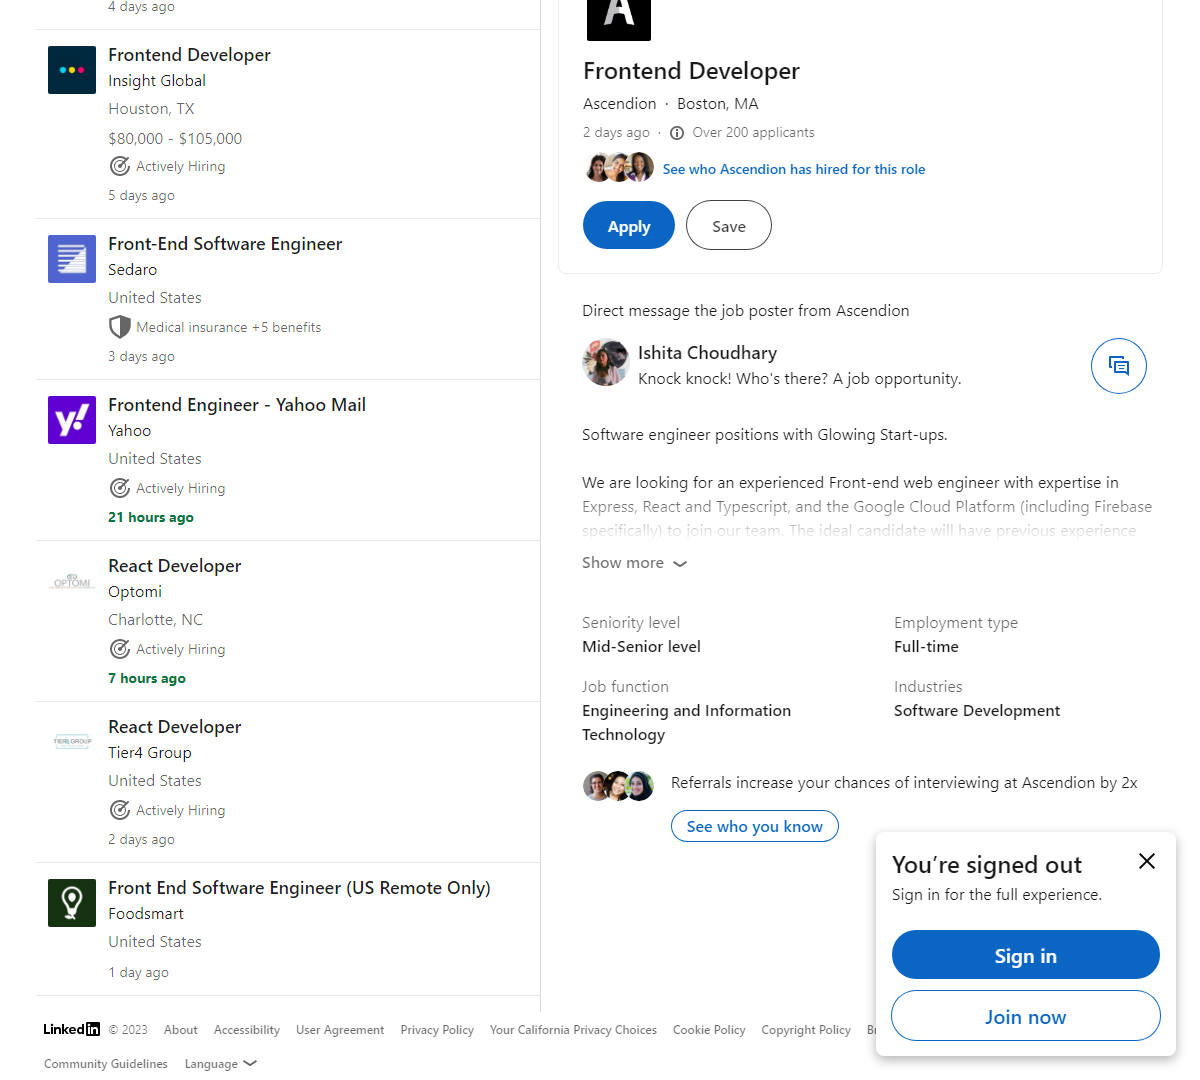 4 days ago
Frontend Developer
Insight Global
Houston, TX
$80,000 - $105,000
Actively Hiring
5 days ago
Front-End Software Engineer
Sedaro
United States
Medical insurance +5 benefits
3 days ago
y!
Frontend Engineer - Yahoo Mail
Yahoo
United States
Actively Hiring
21 hours ago
OPTOMI
React Developer
Optomi
Charlotte, NC
Actively Hiring
7 hours ago
TIER4 GROUP
React Developer
Tier4 Group
United States
Actively Hiring
2 days ago
Front End Software Engineer (US Remote Only)
Foodsmart
United States
1 day ago
A
Frontend Developer
Ascendion · Boston, MA
2 days ago · Over 200 applicants
See who Ascendion has hired for this role
Apply
Save
Direct message the job poster from Ascendion
Ishita Choudhary
Knock knock! Who's there? A job opportunity.
Software engineer positions with Glowing Start-ups.
We are looking for an experienced Front-end web engineer with expertise in
Express, React and Typescript, and the Google Cloud Platform (including Firebase
specifically) to join our team. The ideal candidate will have previous experience
Show more
Seniority level
Mid-Senior level
Employment type
Full-time
Job function
Engineering and Information
Technology
Industries
Software Development
Referrals increase your chances of interviewing at Ascendion by 2x
See who you know
You’re signed out
Sign in for the full experience.
Sign in
Join now
LinkedIn © 2023 About Accessibility User Agreement Privacy Policy Your California Privacy Choices Cookie Policy Copyright Policy
Community Guidelines Language